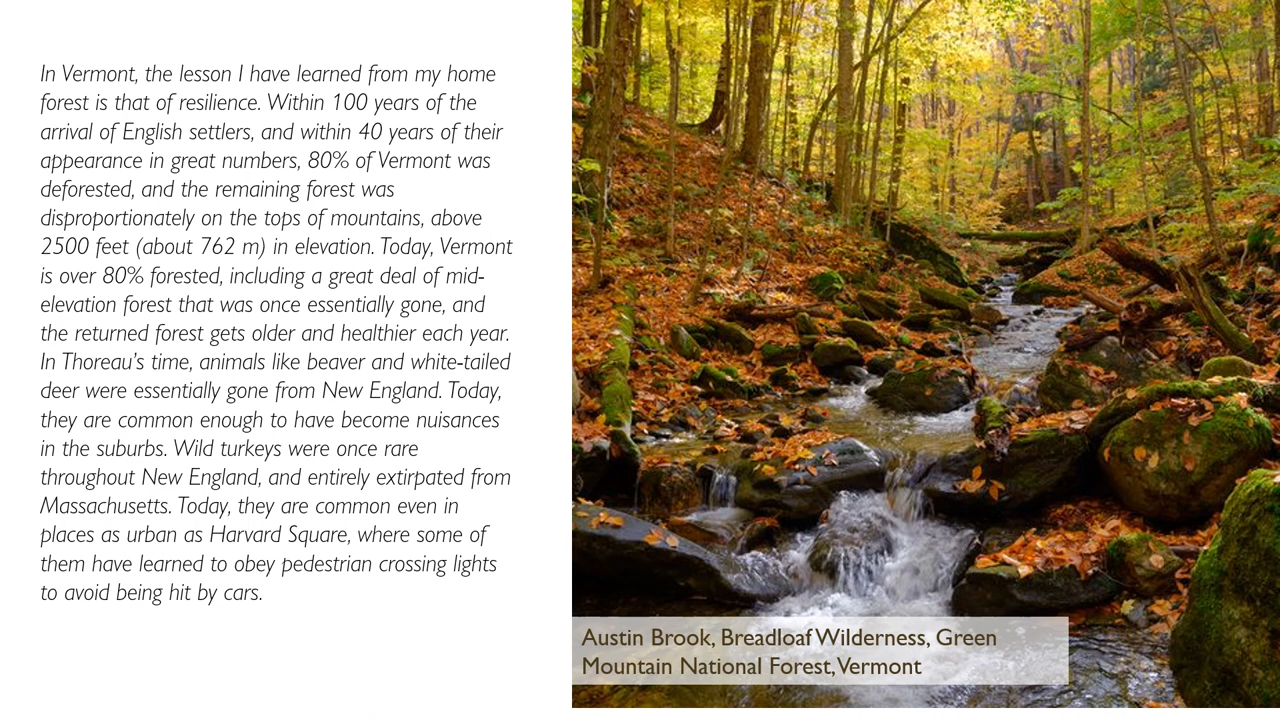 In Vermont, the lesson I have learned from my home
forest is that of resilience. Within 100 years of the
arrival of English settlers, and within 40 years of their
appearance in great numbers, 80% of Vermont was
deforested, and the remaining forest was
disproportionately on the tops of mountains, above
2500 feet (about 762 m) in elevation. Today, Vermont
is over 80% forested, including a great deal of mid-
elevation forest that was once essentially gone, and
the returned forest gets older and healthier each year.
In Thoreau's time, animals like beaver and white-tailed
deer were essentially gone from New England. Today,
they are common enough to have become nuisances
in the suburbs. Wild turkeys were once rare
throughout New England, and entirely extirpated from
Massachusetts. Today, they are common even in
places as urban as Harvard Square, where some of
them have learned to obey pedestrian crossing lights
to avoid being hit by cars.
Austin Brook, Breadloaf Wilderness, Green
Mountain National Forest, Vermont